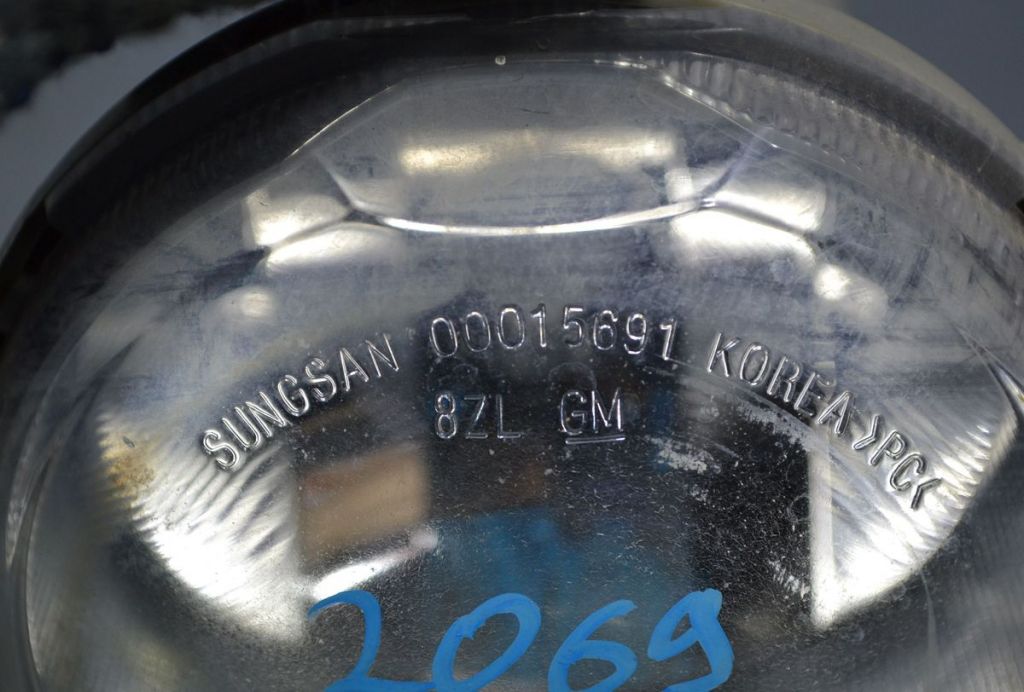 SUNGSAN 00015691 KOREA >PC<
8ZL GM
2069